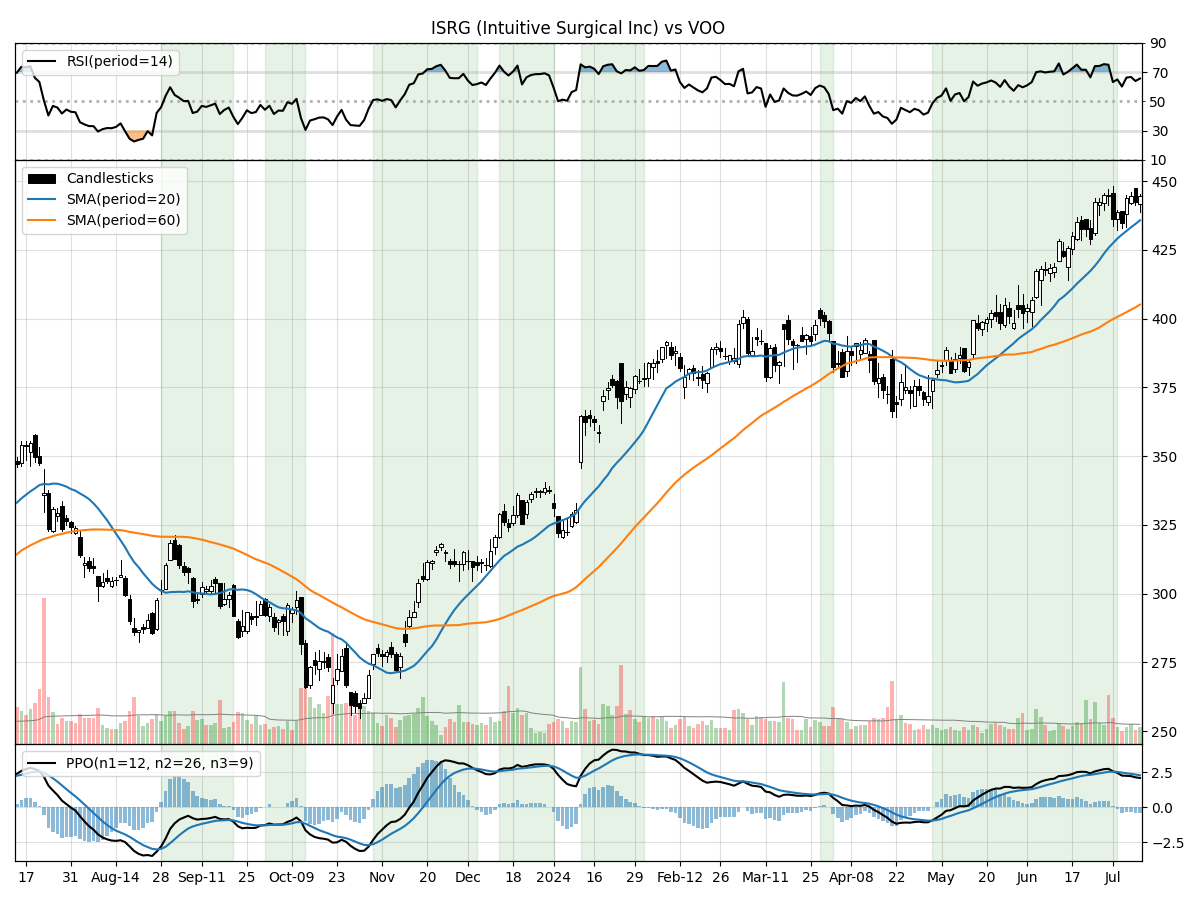 ISRG (Intuitive Surgical Inc) vs VOO
RSI(period=14)
90
70
50
30
10
Candlesticks
SMA(period=20)
SMA(period=60)
450
425
400
375
350
325
300
275
250
PPO(n1=12, n2=26, n3=9)
2.5
0.0
−2.5
17 31 Aug-14 28 Sep-11 25 Oct-09 23 Nov 20 Dec 18 2024 16 29 Feb-12 26 Mar-11 25 Apr-08 22 May 20 Jun 17 Jul